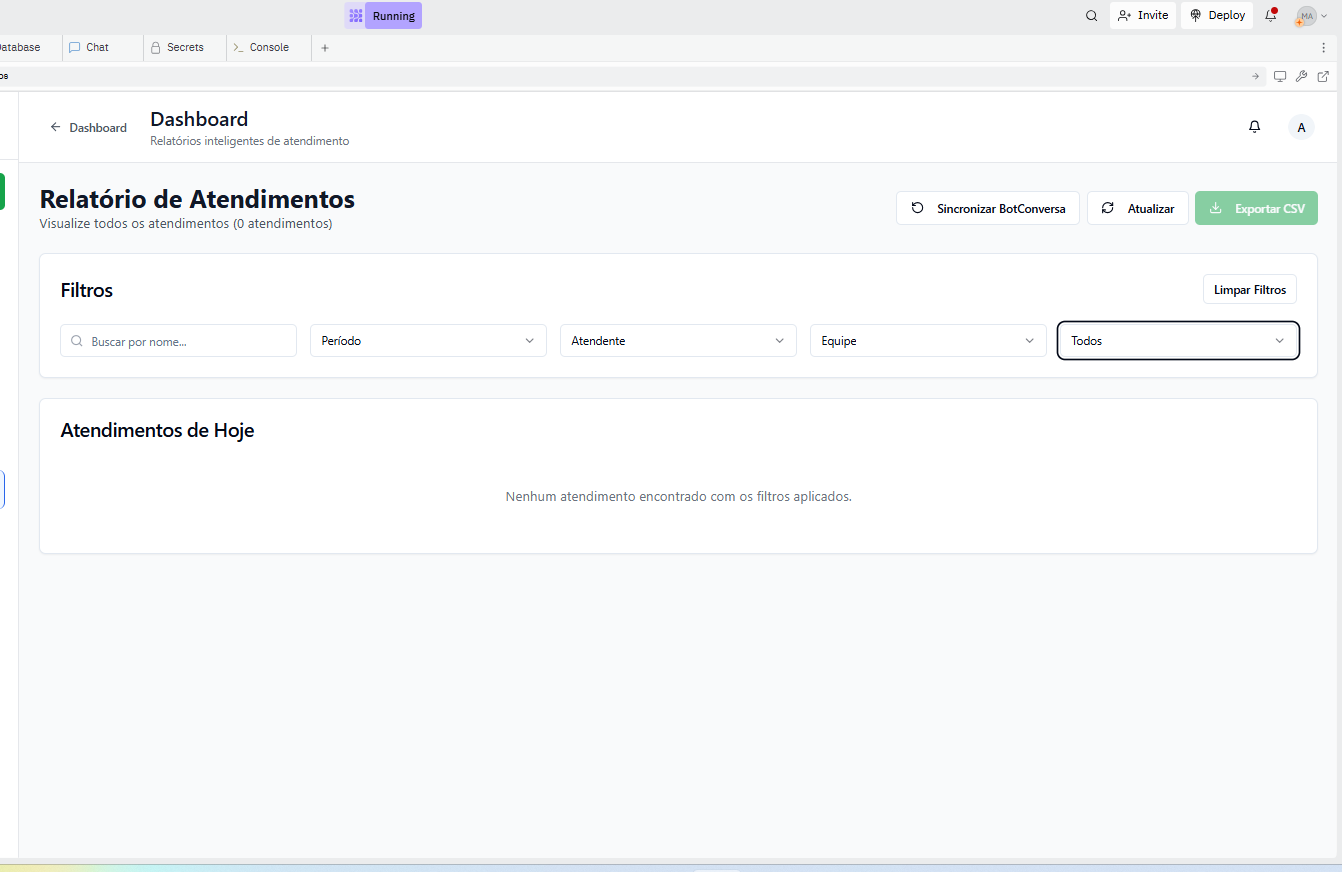 Running
Invite
Deploy
MA
Chat
Secrets
Console
os
Dashboard
Dashboard
Relatórios inteligentes de atendimento
A
Relatório de Atendimentos
Visualize todos os atendimentos (0 atendimentos)
Sincronizar BotConversa
Atualizar
Exportar CSV
Filtros
Limpar Filtros
Buscar por nome...
Período
Atendente
Equipe
Todos
Atendimentos de Hoje
Nenhum atendimento encontrado com os filtros aplicados.